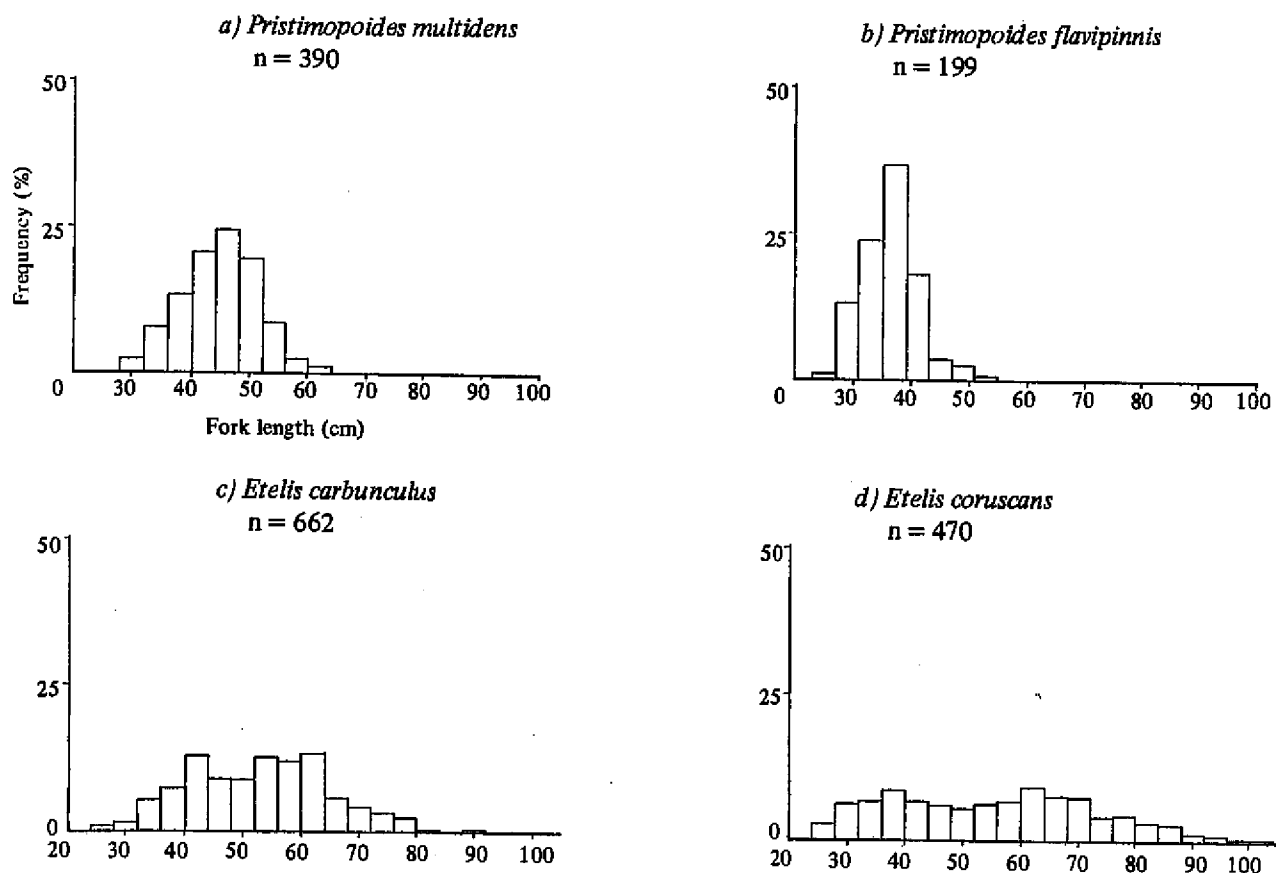 a) Pristimopoides multidens
n = 390
50
25
Frequency (%)
0 30 40 50 60 70 80 90 100
Fork length (cm)
b) Pristimopoides flavipinnis
n = 199
50
25
0 30 40 50 60 70 80 90 100
c) Etelis carbunculus
n = 662
50
25
0
20 30 40 50 60 70 80 90 100
d) Etelis coruscans
n = 470
50
25
0
20 30 40 50 60 70 80 90 100